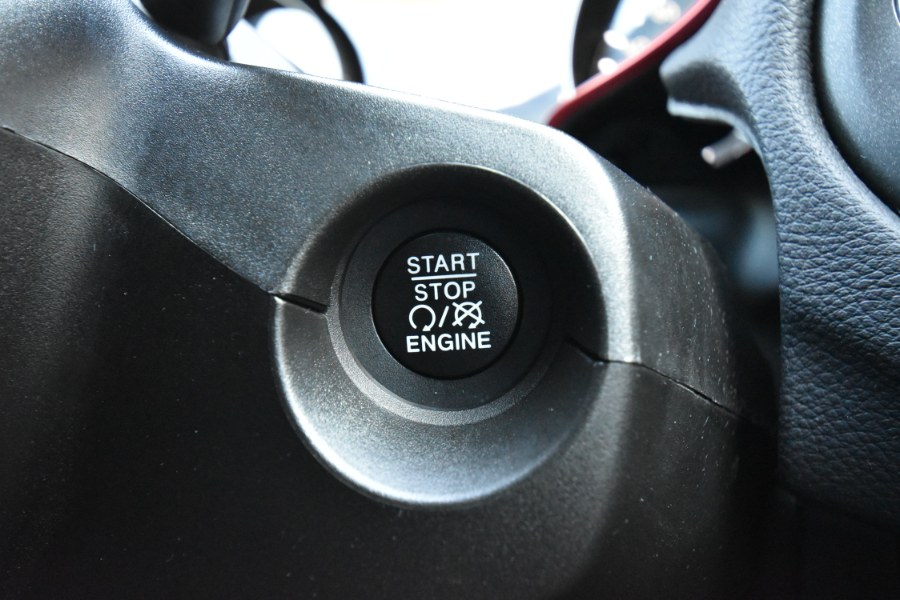 START
STOP
/
ENGINE